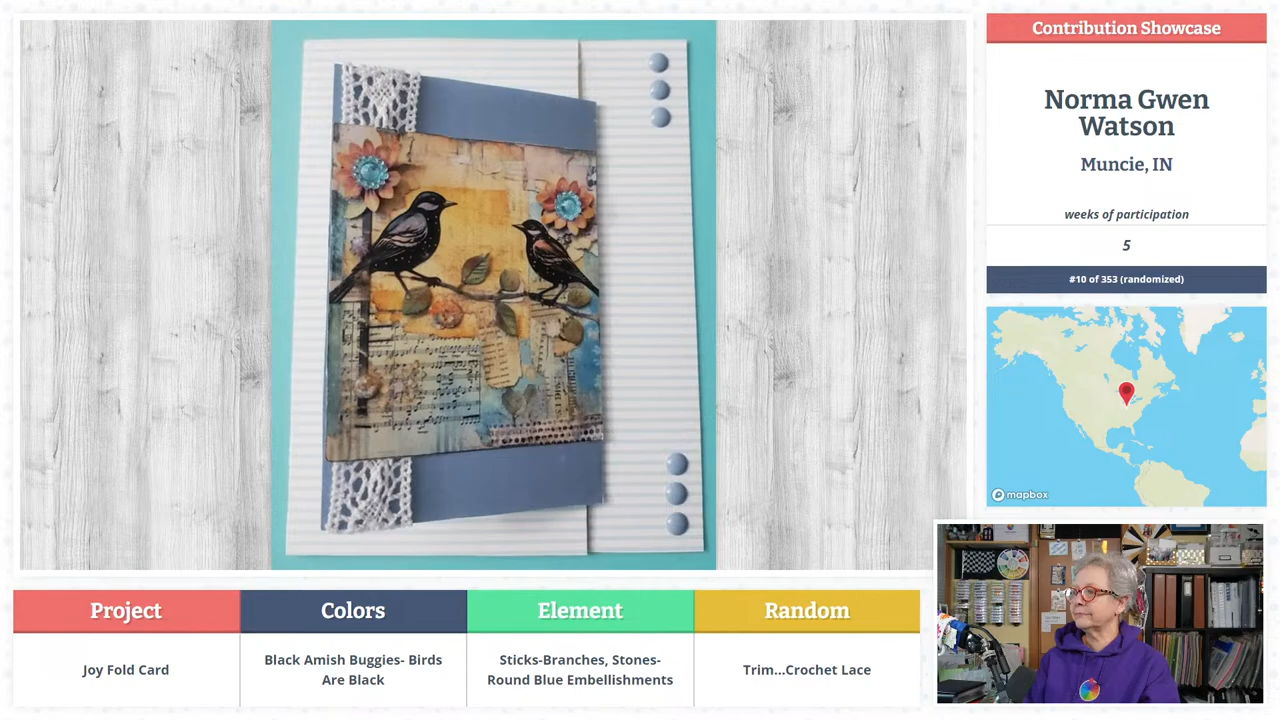 Contribution Showcase
Norma Gwen
Watson
Muncie, IN
weeks of participation
5
#10 of 353 (randomized)
mapbox
Project
Colors
Element
Random
Joy Fold Card
Black Amish Buggies- Birds
Are Black
Sticks-Branches, Stones-
Round Blue Embellishments
Trim...Crochet Lace